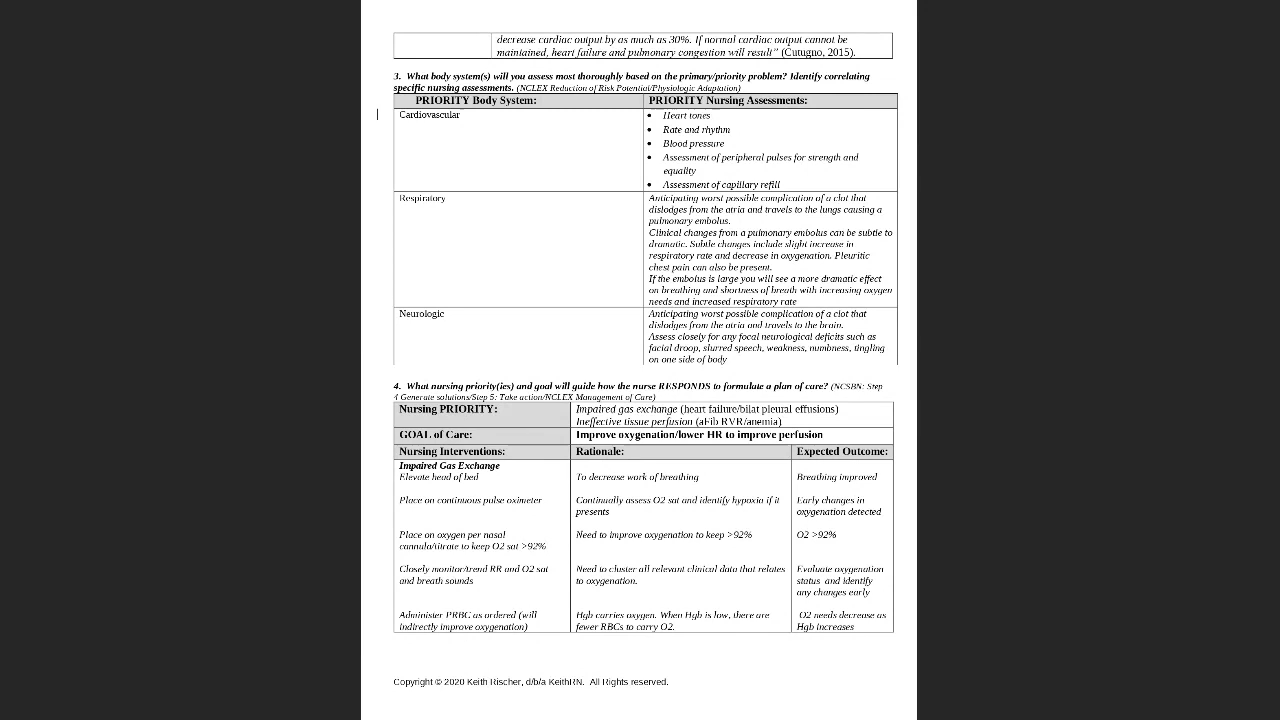 decrease cardiac output by as much as 30%. If normal cardiac output cannot be
maintained, heart failure and pulmonary congestion will result” (Cutugno, 2015).
3.  What body system(s) will you assess most thoroughly based on the primary/priority problem? Identify correlating
specific nursing assessments. (NCLEX Reduction of Risk Potential/Physiologic Adaptation)
PRIORITY Body System:
PRIORITY Nursing Assessments:
Cardiovascular
• Heart tones
• Rate and rhythm
• Blood pressure
• Assessment of peripheral pulses for strength and
equality
• Assessment of capillary refill
Respiratory
Anticipating worst possible complication of a clot that
dislodges from the atria and travels to the lungs causing a
pulmonary embolus.
Clinical changes from a pulmonary embolus can be subtle to
dramatic. Subtle changes include slight increase in
respiratory rate and decrease in oxygenation. Pleuritic
chest pain can also be present.
If the embolus is large you will see a more dramatic effect
on breathing and shortness of breath with increasing oxygen
needs and increased respiratory rate
Neurologic
Anticipating worst possible complication of a clot that
dislodges from the atria and travels to the brain.
Assess closely for any focal neurological deficits such as
facial droop, slurred speech, weakness, numbness, tingling
on one side of body
4.  What nursing priority(ies) and goal will guide how the nurse RESPONDS to formulate a plan of care? (NCSBN: Step
4 Generate solutions/Step 5: Take action/NCLEX Management of Care)
Nursing PRIORITY:
Impaired gas exchange (heart failure/bilat pleural effusions)
Ineffective tissue perfusion (aFib RVR/anemia)
GOAL of Care:
Improve oxygenation/lower HR to improve perfusion
Nursing Interventions:
Rationale:
Expected Outcome:
Impaired Gas Exchange
Elevate head of bed
To decrease work of breathing
Breathing improved
Place on continuous pulse oximeter
Continually assess O2 sat and identify hypoxia if it
presents
Early changes in
oxygenation detected
Place on oxygen per nasal
cannula/titrate to keep O2 sat >92%
Need to improve oxygenation to keep >92%
O2 >92%
Closely monitor/trend RR and O2 sat
and breath sounds
Need to cluster all relevant clinical data that relates
to oxygenation.
Evaluate oxygenation
status  and identify
any changes early
Administer PRBC as ordered (will
indirectly improve oxygenation)
Hgb carries oxygen. When Hgb is low, there are
fewer RBCs to carry O2.
O2 needs decrease as
Hgb increases
Copyright © 2020 Keith Rischer, d/b/a KeithRN.  All Rights reserved.